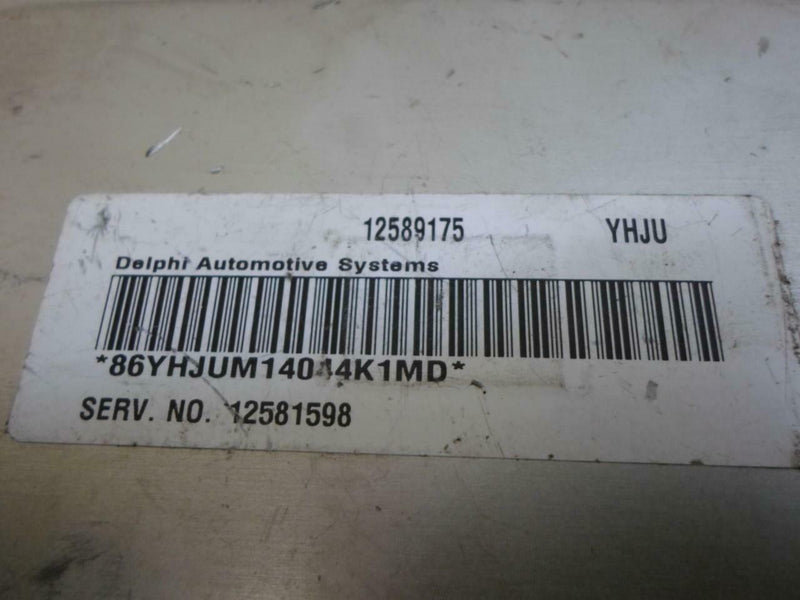 12589175 YHJU
Delphi Automotive Systems
*86YHJUM14044K1MD*
SERV. NO. 12581598